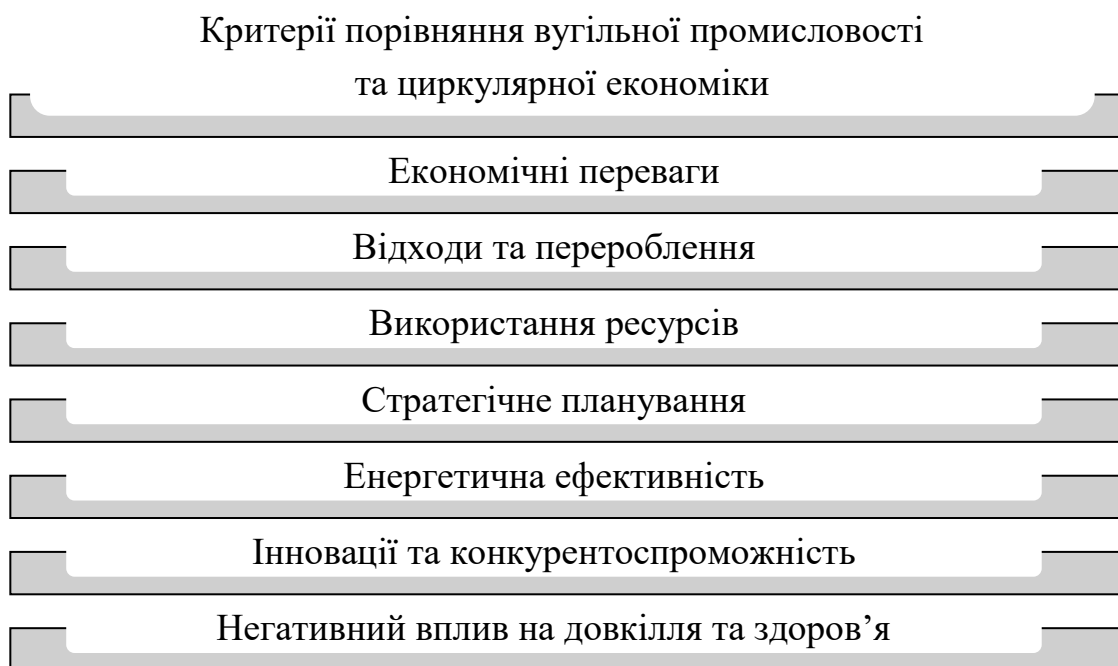 Критерії порівняння вугільної промисловості
та циркулярної економіки
Економічні переваги
Відходи та перероблення
Використання ресурсів
Стратегічне планування
Енергетична ефективність
Інновації та конкурентоспроможність
Негативний вплив на довкілля та здоров’я